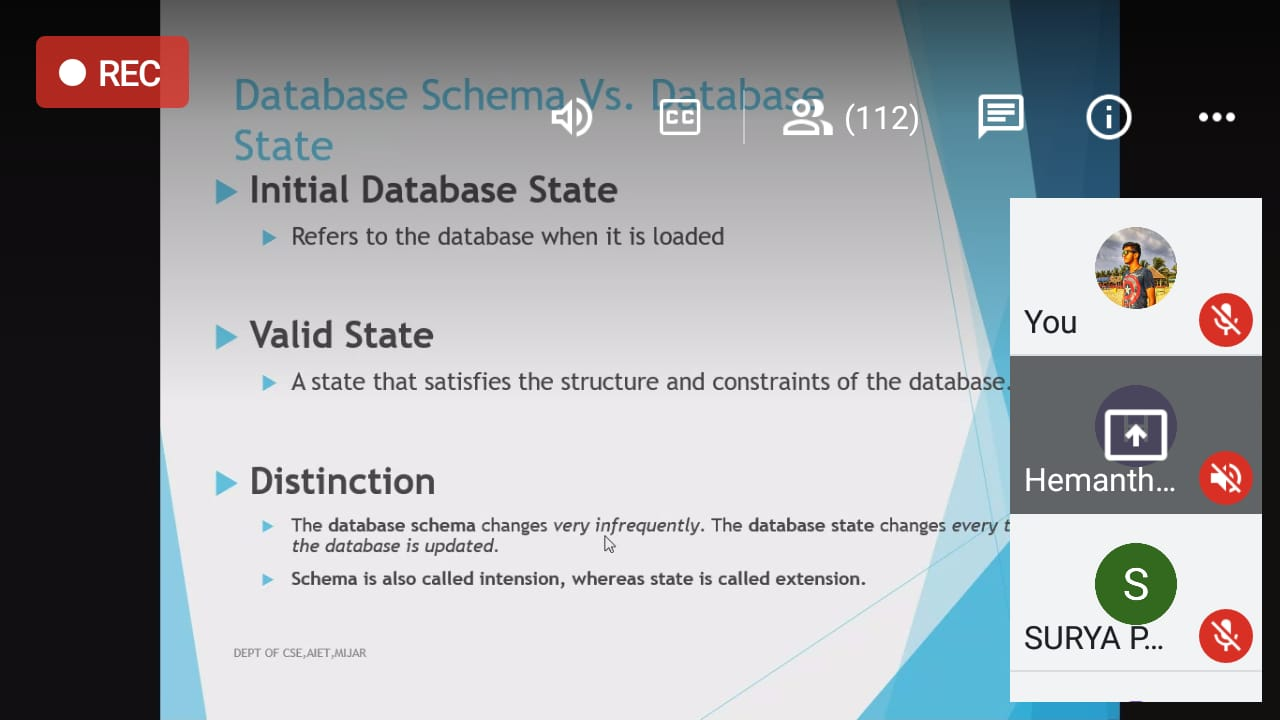 REC
Database Schema Vs. Database
State
CC
(112)
Initial Database State
Refers to the database when it is loaded
Valid State
A state that satisfies the structure and constraints of the database.
Distinction
The database schema changes very infrequently. The database state changes every
the database is updated.
Schema is also called intension, whereas state is called extension.
DEPT OF CSE,AIET,MIJAR
You
Hemanth...
S
SURYA P...